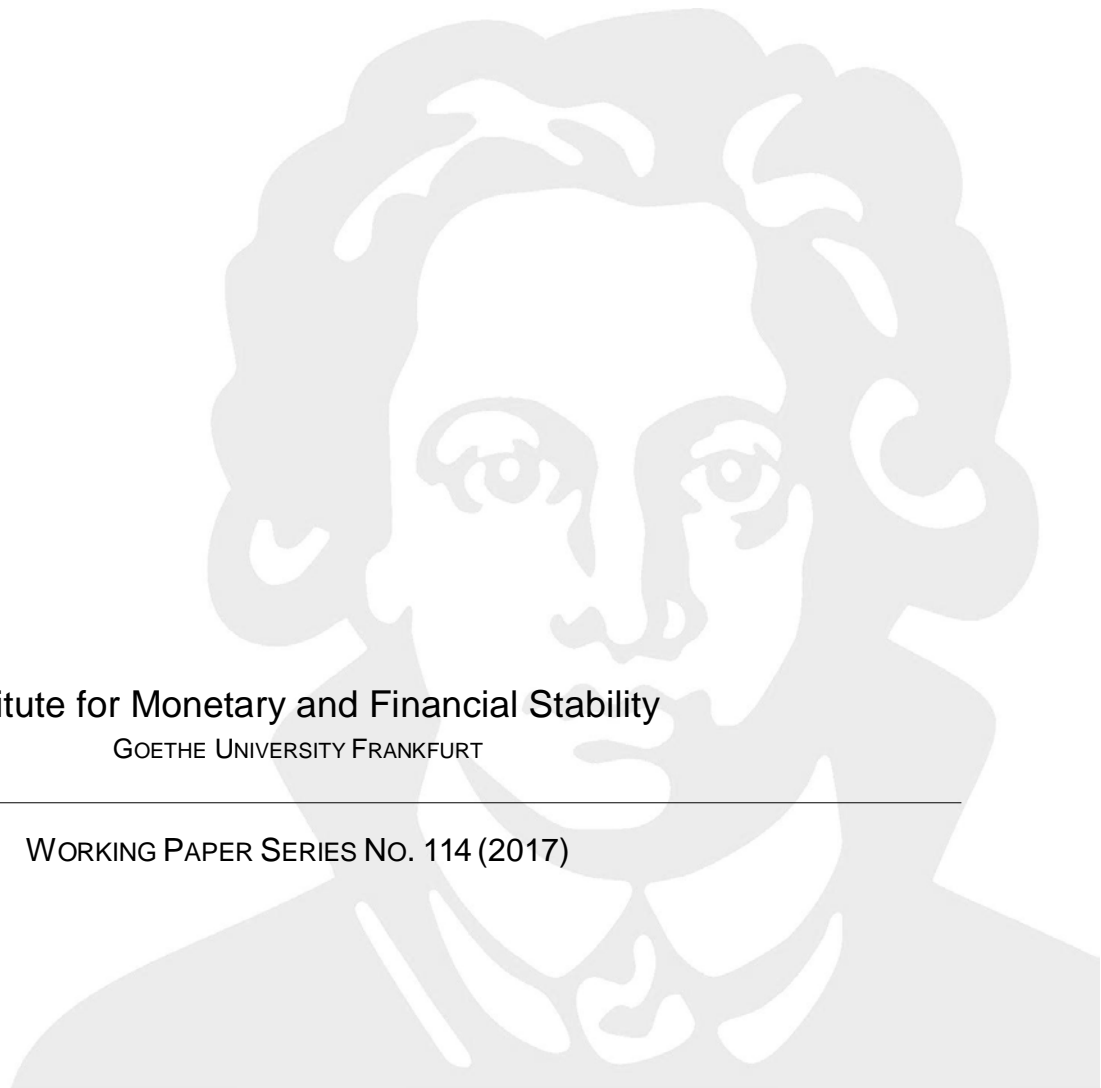 itute for Monetary and Financial Stability
GOETHE UNIVERSITY FRANKFURT
WORKING PAPER SERIES NO. 114 (2017)